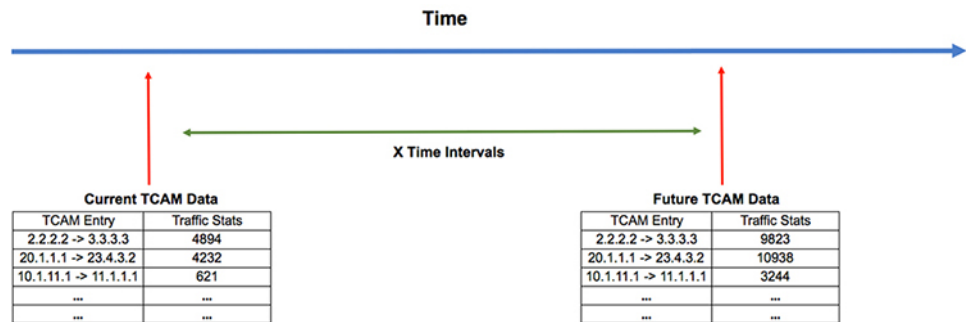 Time
X Time Intervals
Current TCAM Data
TCAM Entry Traffic Stats
2.2.2.2 -> 3.3.3.3 4894
20.1.1.1 -> 23.4.3.2 4232
10.1.11.1 -> 11.1.1.1 621
... ...
... ...
Future TCAM Data
TCAM Entry Traffic Stats
2.2.2.2 -> 3.3.3.3 9823
20.1.1.1 -> 23.4.3.2 10938
10.1.11.1 -> 11.1.1.1 3244
... ...
... ...